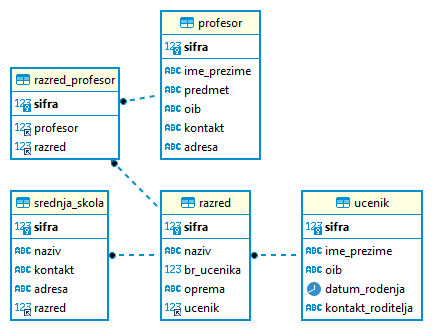 profesor
123 sifra
ABC ime_prezime
ABC predmet
ABC oib
ABC kontakt
ABC adresa
razred_profesor
123 sifra
123 profesor
123 razred
srednja_skola
123 sifra
ABC naziv
ABC kontakt
ABC adresa
123 razred
razred
123 sifra
ABC naziv
123 br_ucenika
ABC oprema
123 ucenik
ucenik
123 sifra
ABC ime_prezime
ABC oib
datum_rodenja
ABC kontakt_roditelja